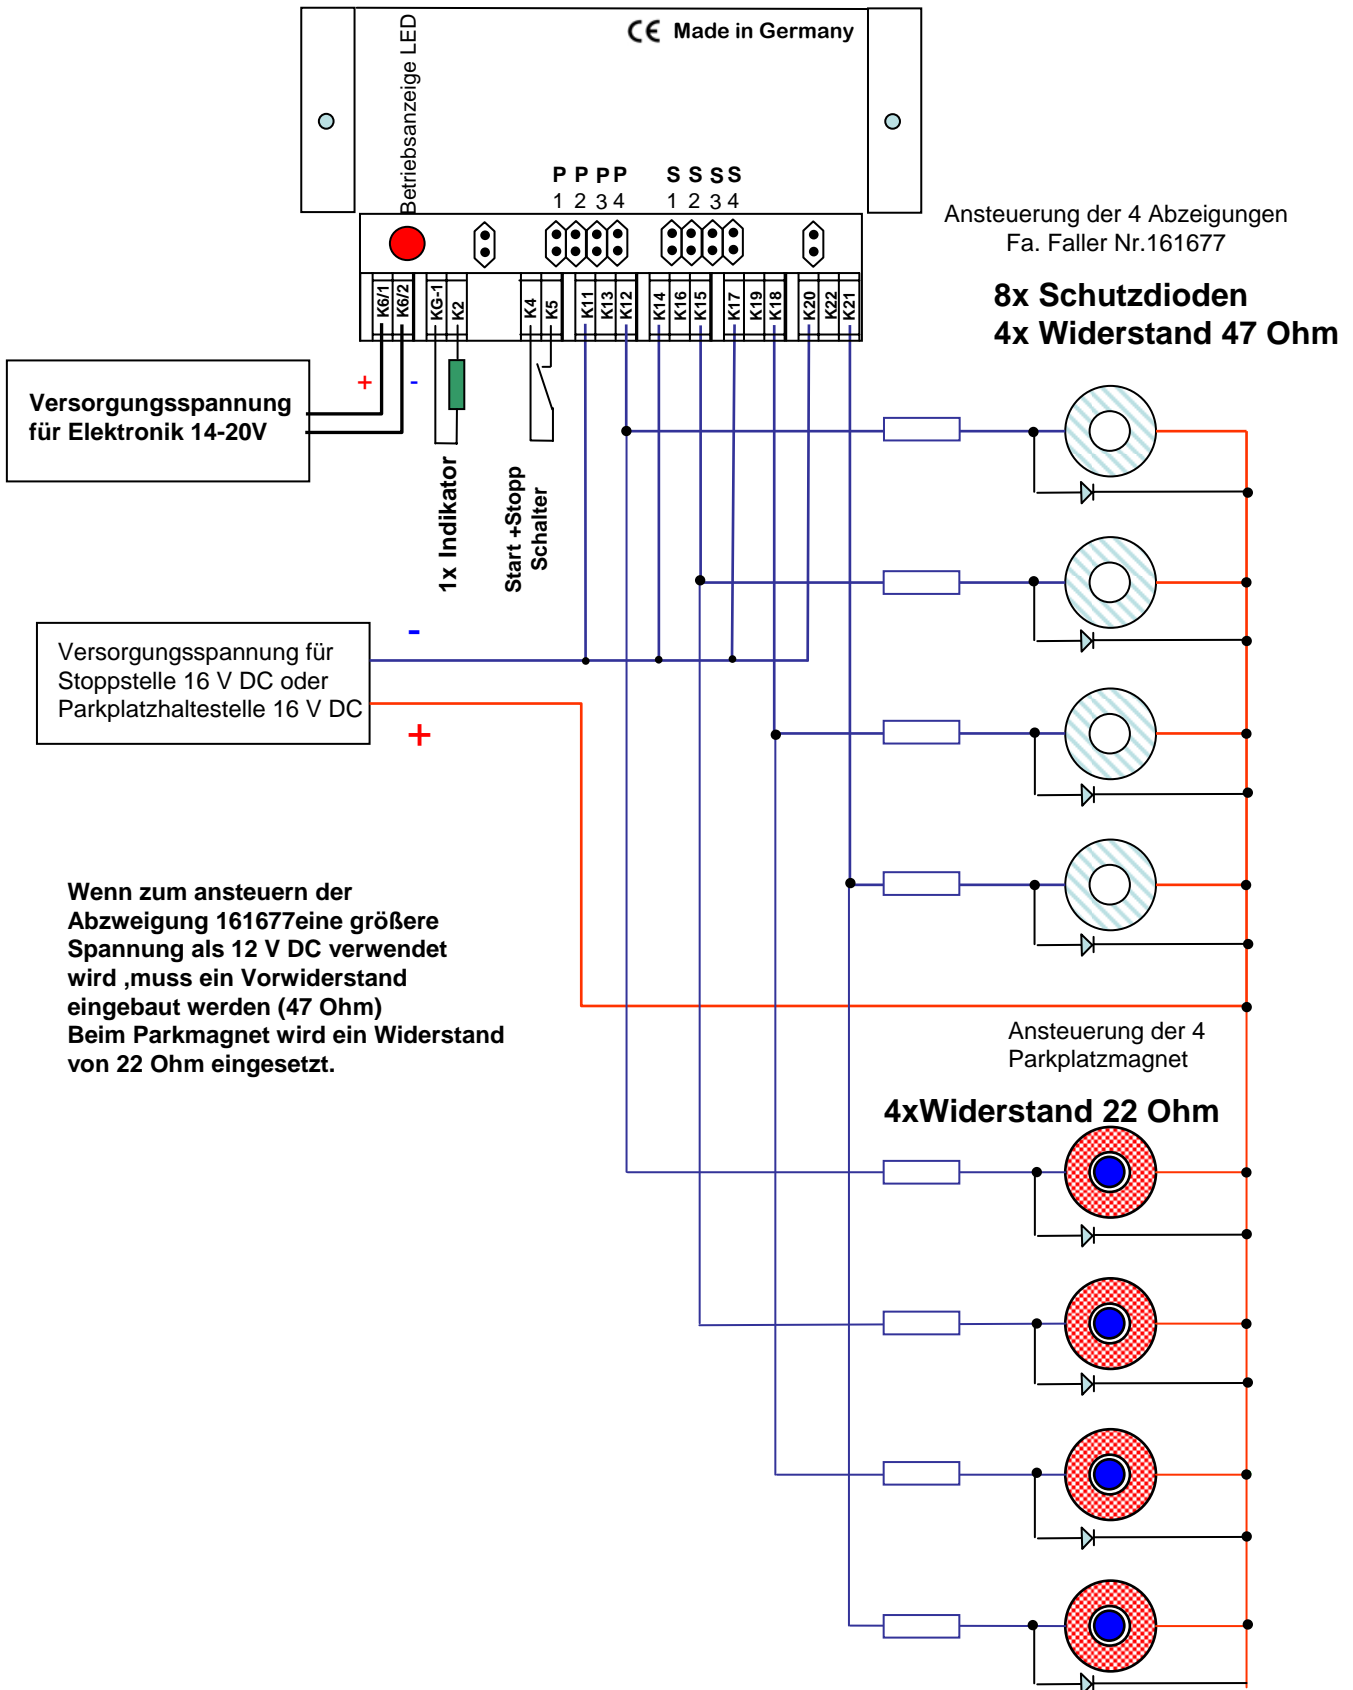 CE Made in Germany
Betriebsanzeige LED
P P P P
1 2 3 4
S S S S
1 2 3 4
K6/1 K6/2 KG-1 K2 K4 K5 K11 K13 K12 K14 K16 K15 K17 K19 K18 K20 K22 K21
Ansteuerung der 4 Abzeigungen
Fa. Faller Nr.161677
8x Schutzdioden
4x Widerstand 47 Ohm
+ -
Versorgungsspannung
für Elektronik 14-20V
1x Indikator
Start +Stopp
Schalter
-
Versorgungsspannung für
Stoppstelle 16 V DC oder
Parkplatzhaltestelle 16 V DC
+
Wenn zum ansteuern der
Abzweigung 161677eine größere
Spannung als 12 V DC verwendet
wird ,muss ein Vorwiderstand
eingebaut werden (47 Ohm)
Beim Parkmagnet wird ein Widerstand
von 22 Ohm eingesetzt.
Ansteuerung der 4
Parkplatzmagnet
4xWiderstand 22 Ohm